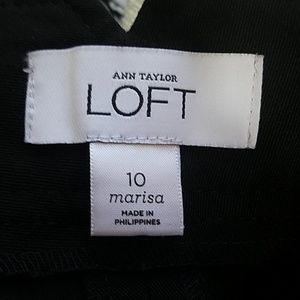 ANN TAYLOR
LOFT
10
marisa
MADE IN
PHILIPPINES